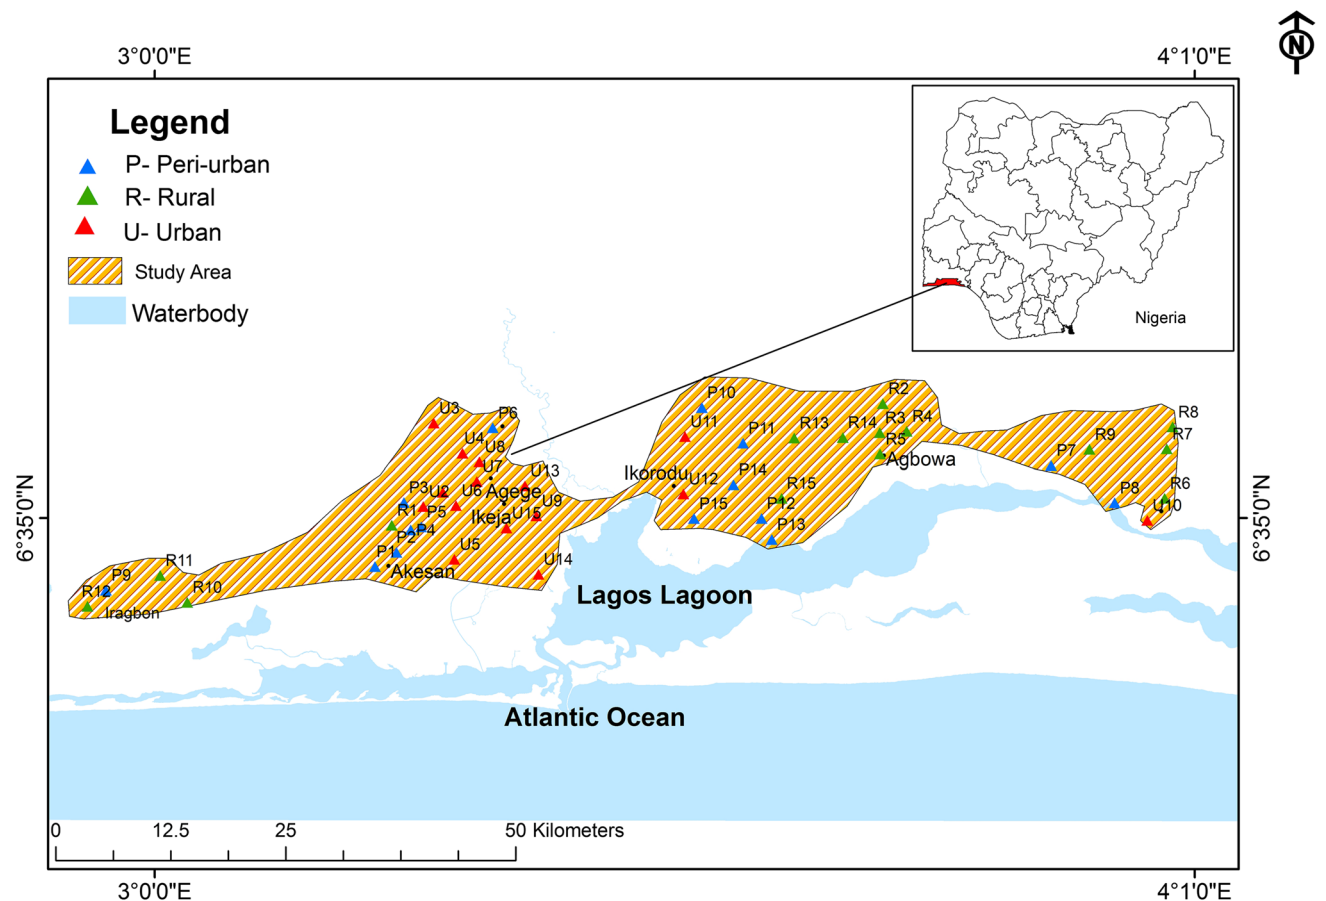 N
3°0'0"E
4°1'0"E
Legend
P- Peri-urban
R- Rural
U- Urban
Study Area
Waterbody
Nigeria
R2
P10
U3
P6
R8
U11
R13
R14
R3
R4
P11
R5
R7
R9
U4
U8
P7
Agbowa
U7
U13
Ikorodu
U12
P14
P3
U2
U6
Agege
U9
R15
P8
R6
U10
R1
P5
Ikeja
U15
P15
P12
P4
P13
6°35'0"N
6°35'0"N
P2
P1
U5
U14
Akesan
R11
P9
R10
R12
Iragbon
Lagos Lagoon
Atlantic Ocean
0
12.5
25
50 Kilometers
3°0'0"E
4°1'0"E